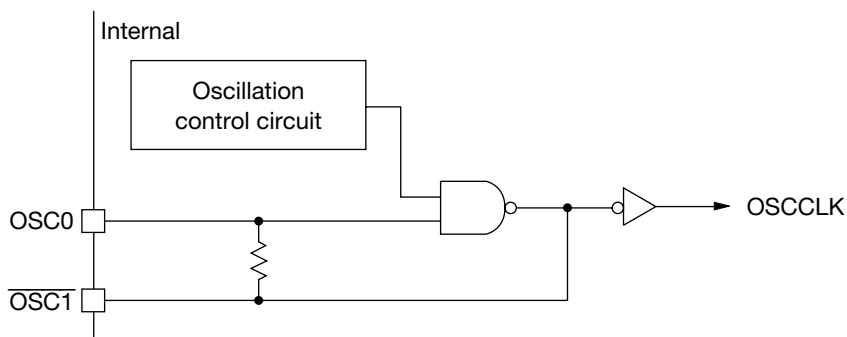 Internal
Oscillation
control circuit
OSC0
OSCCLK
OSC1